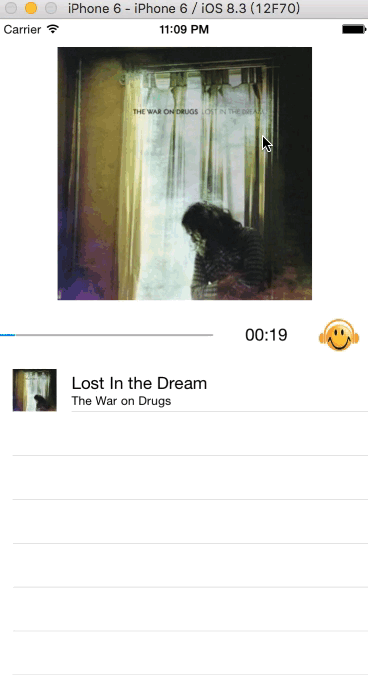 iPhone 6 - iPhone 6 / iOS 8.3 (12F70)
Carrier 11:09 PM
THE WAR ON DRUGS LOST IN THE DREAM
00:19
Lost In the Dream
The War on Drugs